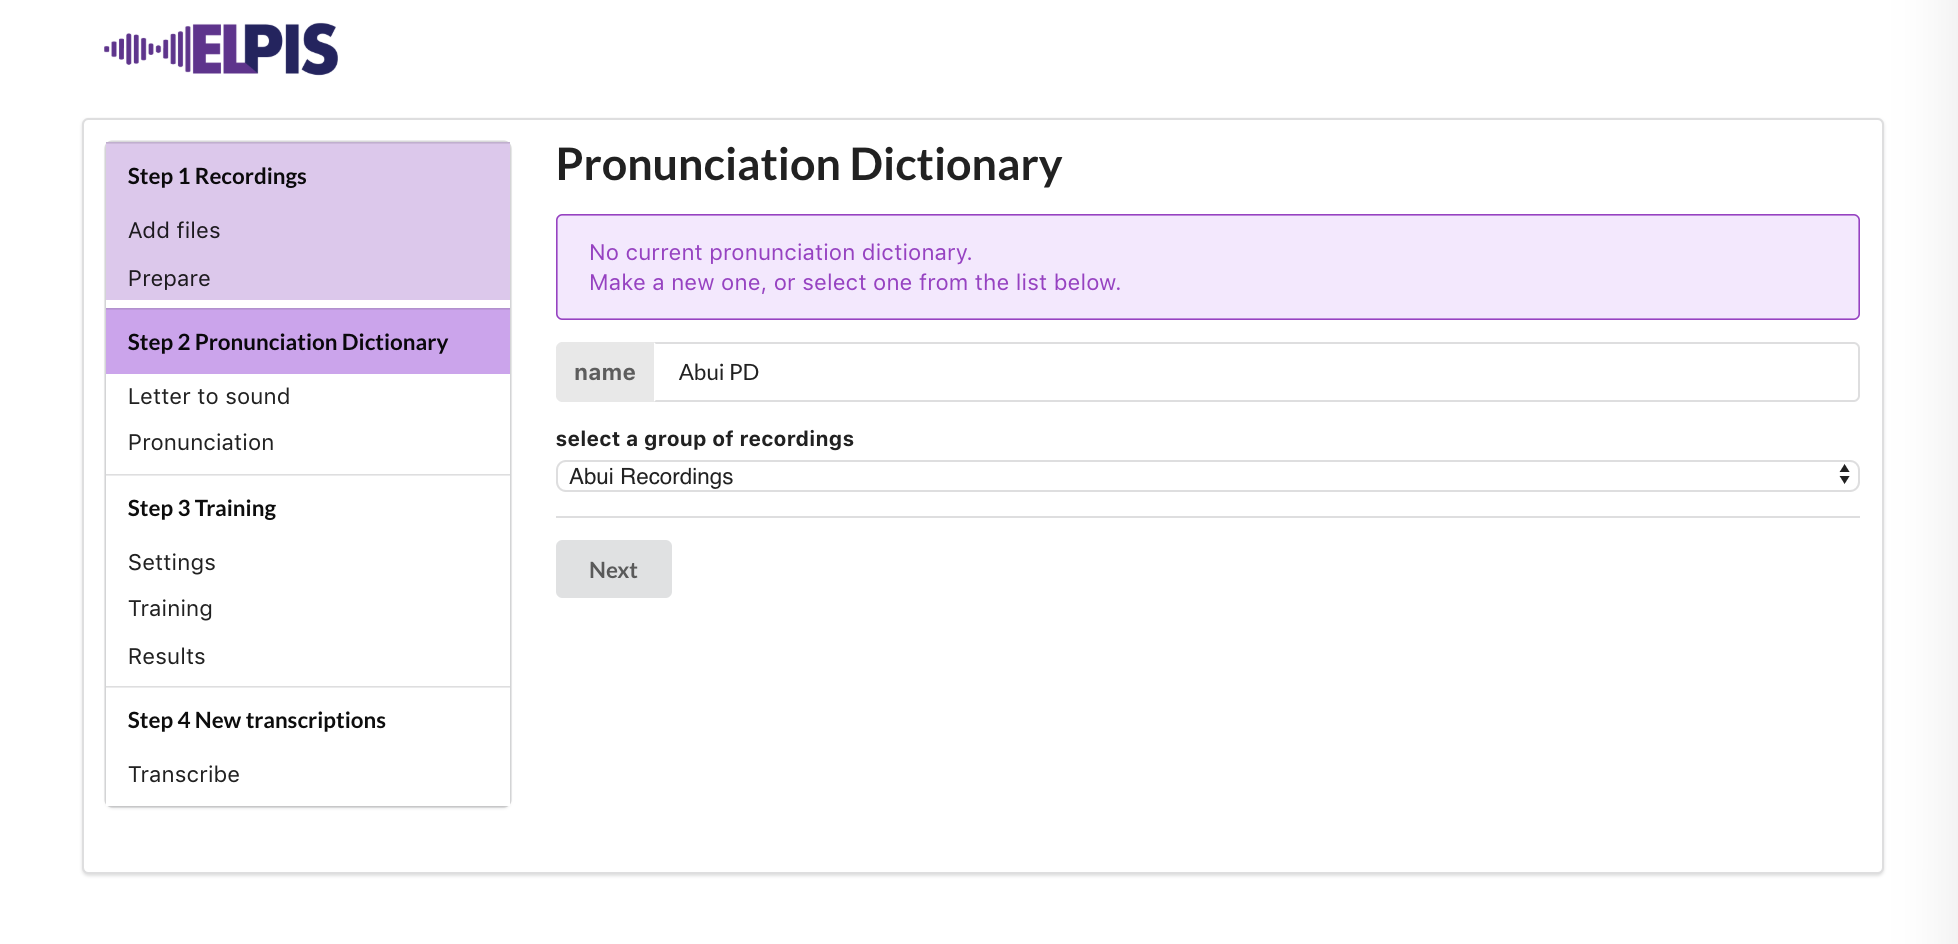 ELPIS
Step 1 Recordings
Add files
Prepare
Step 2 Pronunciation Dictionary
Letter to sound
Pronunciation
Step 3 Training
Settings
Training
Results
Step 4 New transcriptions
Transcribe
Pronunciation Dictionary
No current pronunciation dictionary.
Make a new one, or select one from the list below.
name Abui PD
select a group of recordings
Abui Recordings
Next